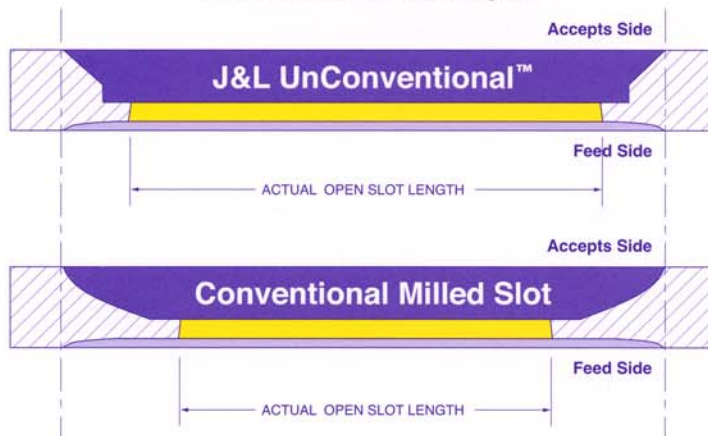 Accepts Side
J&L UnConventional™
Feed Side
ACTUAL OPEN SLOT LENGTH
Accepts Side
Conventional Milled Slot
Feed Side
ACTUAL OPEN SLOT LENGTH